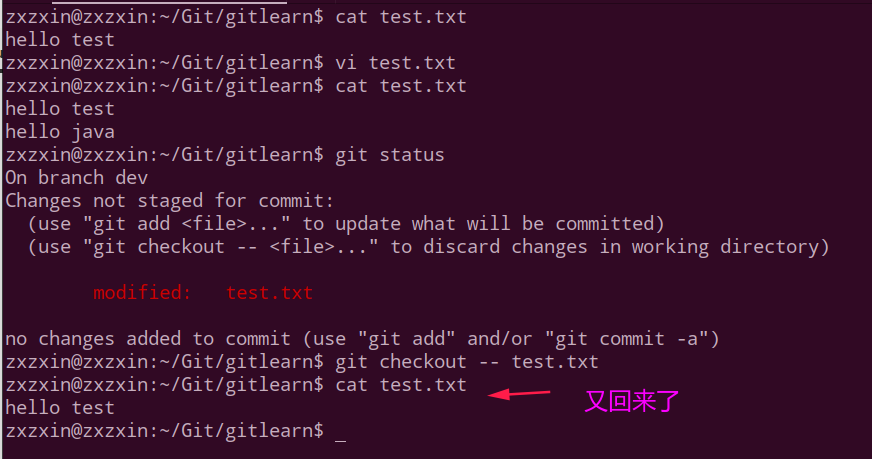 zxzxin@zxzxin:~/Git/gitlearn$ cat test.txt
hello test
zxzxin@zxzxin:~/Git/gitlearn$ vi test.txt
zxzxin@zxzxin:~/Git/gitlearn$ cat test.txt
hello test
hello java
zxzxin@zxzxin:~/Git/gitlearn$ git status
On branch dev
Changes not staged for commit:
  (use "git add <file>..." to update what will be committed)
  (use "git checkout -- <file>..." to discard changes in working directory)
        modified:   test.txt
no changes added to commit (use "git add" and/or "git commit -a")
zxzxin@zxzxin:~/Git/gitlearn$ git checkout -- test.txt
zxzxin@zxzxin:~/Git/gitlearn$ cat test.txt
又回来了
hello test
zxzxin@zxzxin:~/Git/gitlearn$ _